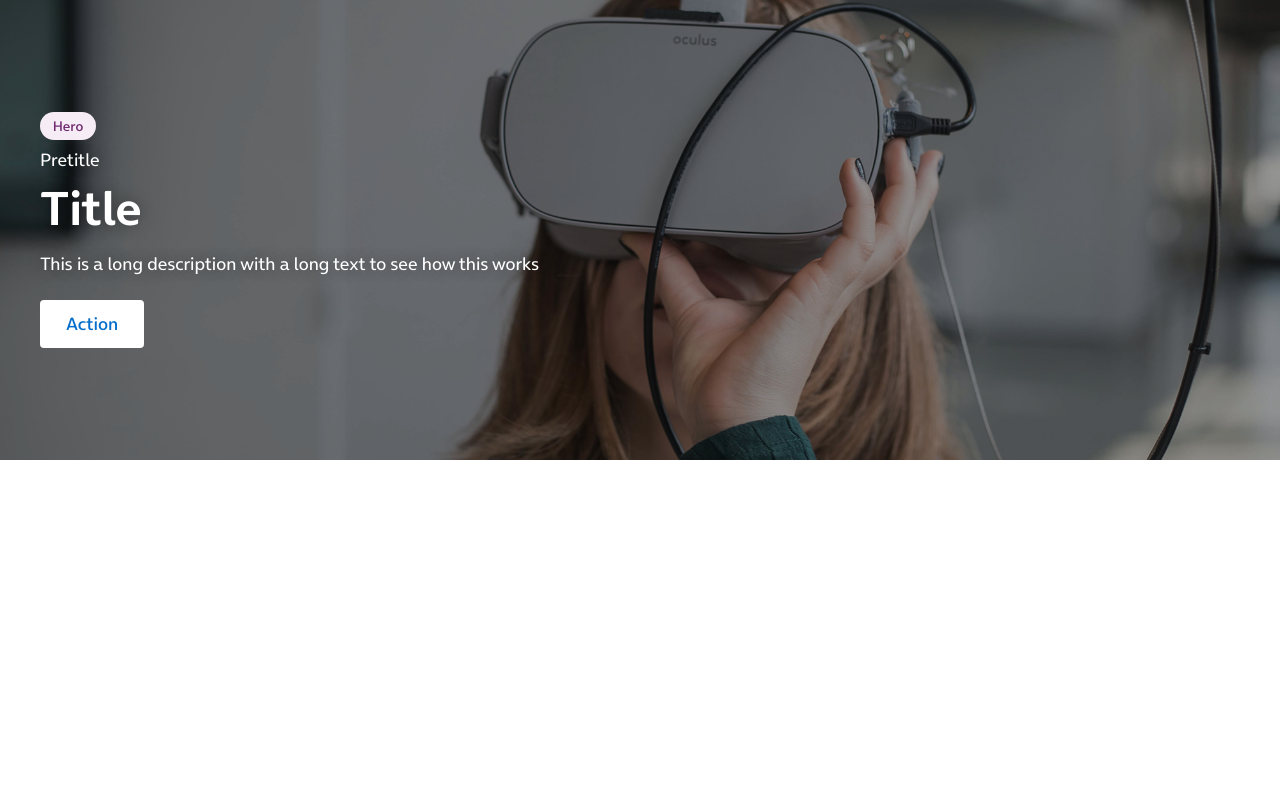 oculus
Hero
Pretitle
Title
This is a long description with a long text to see how this works
Action